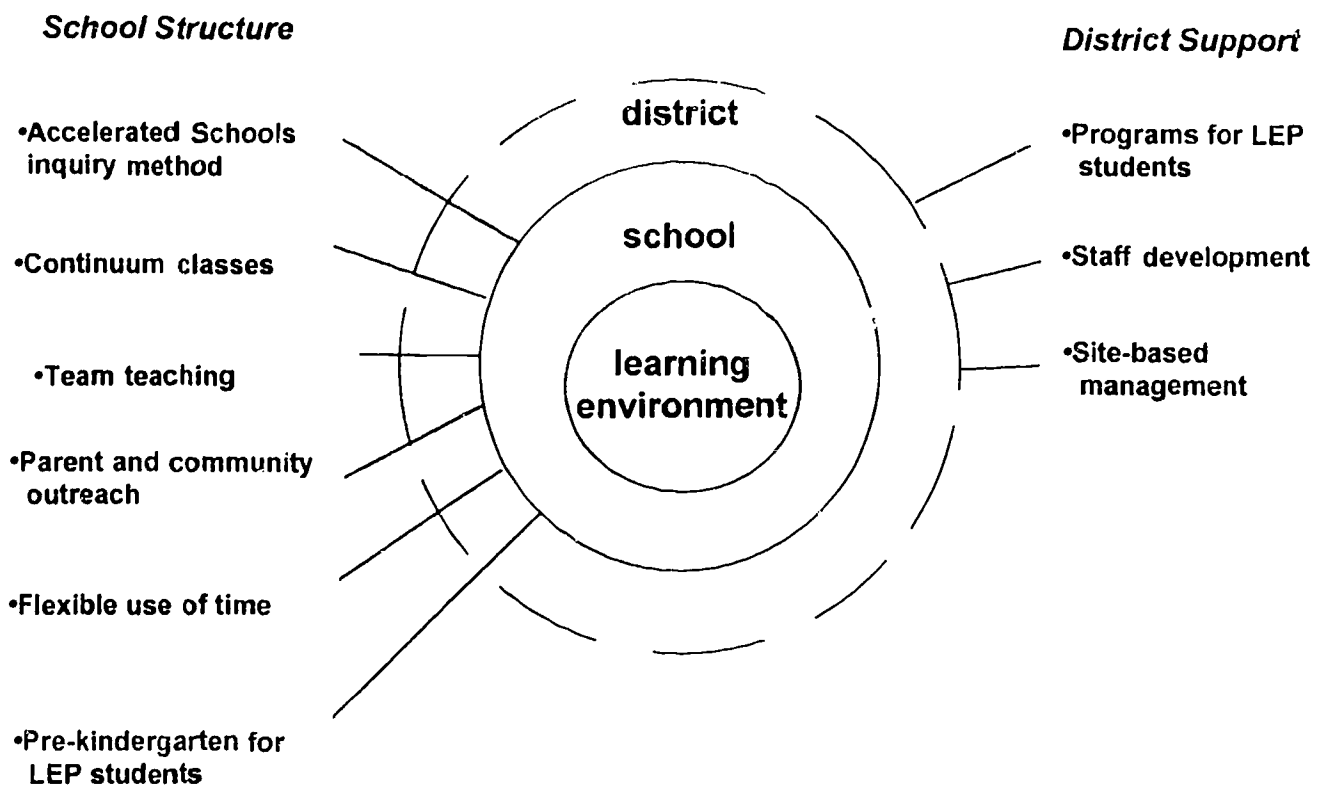 School Structure
•Accelerated Schools
inquiry method
•Continuum classes
•Team teaching
•Parent and community
outreach
•Flexible use of time
•Pre-kindergarten for
LEP students
district
school
learning
environment
District Support
•Programs for LEP
students
•Staff development
•Site-based
management